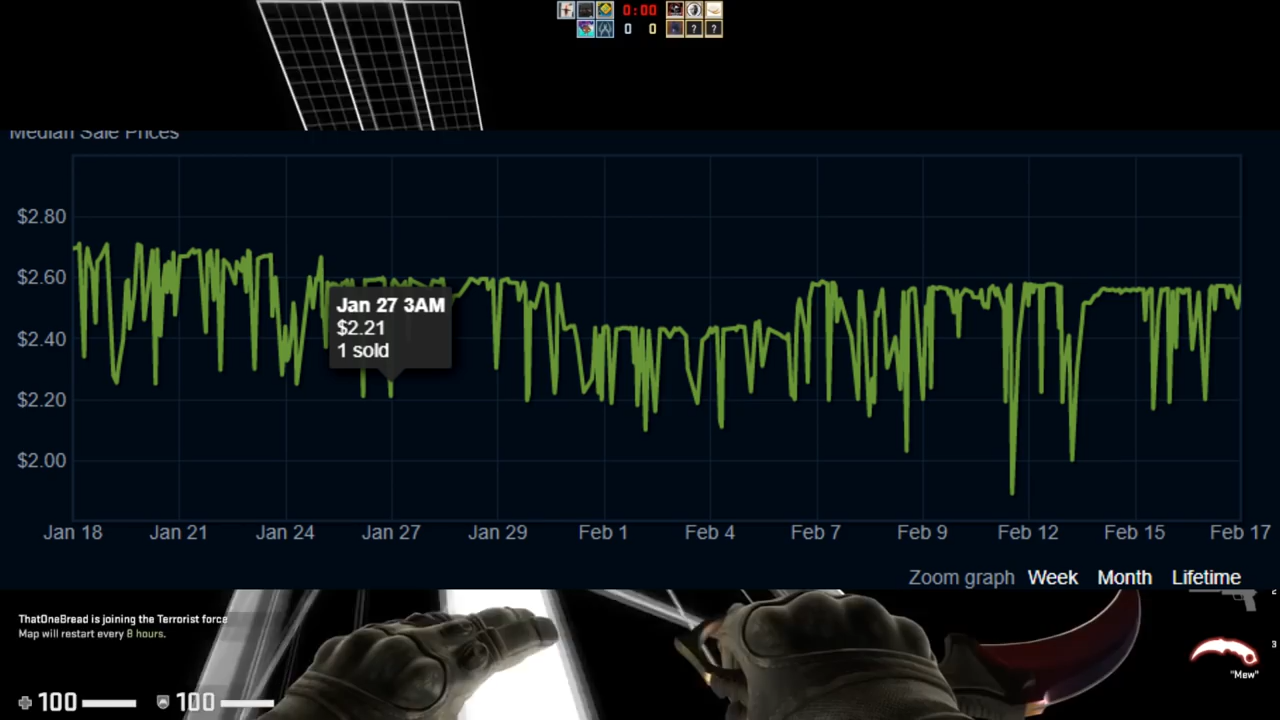 0:00
? ?
0 0
Median Sale Prices
$2.80
$2.60
$2.40
$2.20
$2.00
Jan 27 3AM
$2.21
1 sold
Jan 18 Jan 21 Jan 24 Jan 27 Jan 29 Feb 1 Feb 4 Feb 7 Feb 9 Feb 12 Feb 15 Feb 17
Zoom graph Week Month Lifetime
2
ThatOneBread is joining the Terrorist force
Map will restart every 8 hours.
3
"Mew"
100 100